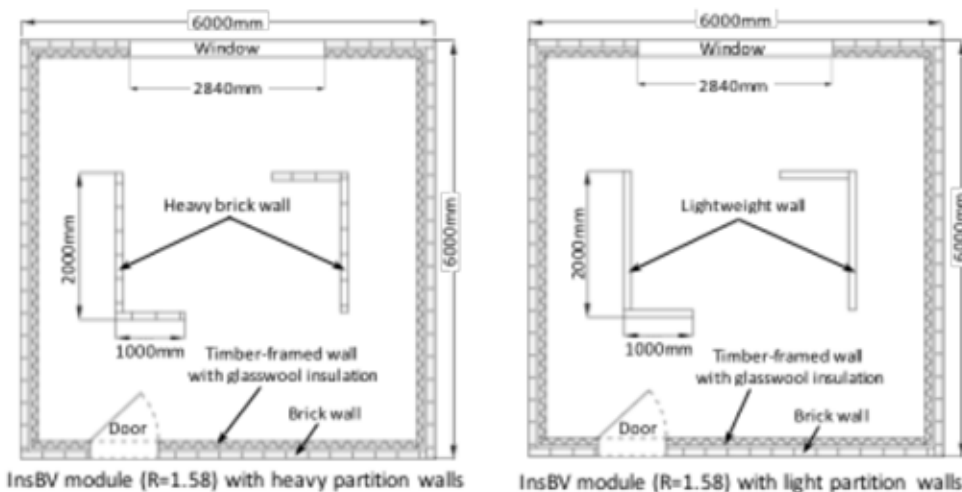 6000mm
Window
2840mm
Heavy brick wall
2000mm
6000mm
1000mm
Timber-framed wall
with glasswool insulation
Brick wall
Door
InsBV module (R=1.58) with heavy partition walls
6000mm
Window
2840mm
Lightweight wall
2000mm
6000mm
1000mm
Timber-framed wall
with glasswool insulation
Brick wall
Door
InsBV module (R=1.58) with light partition walls